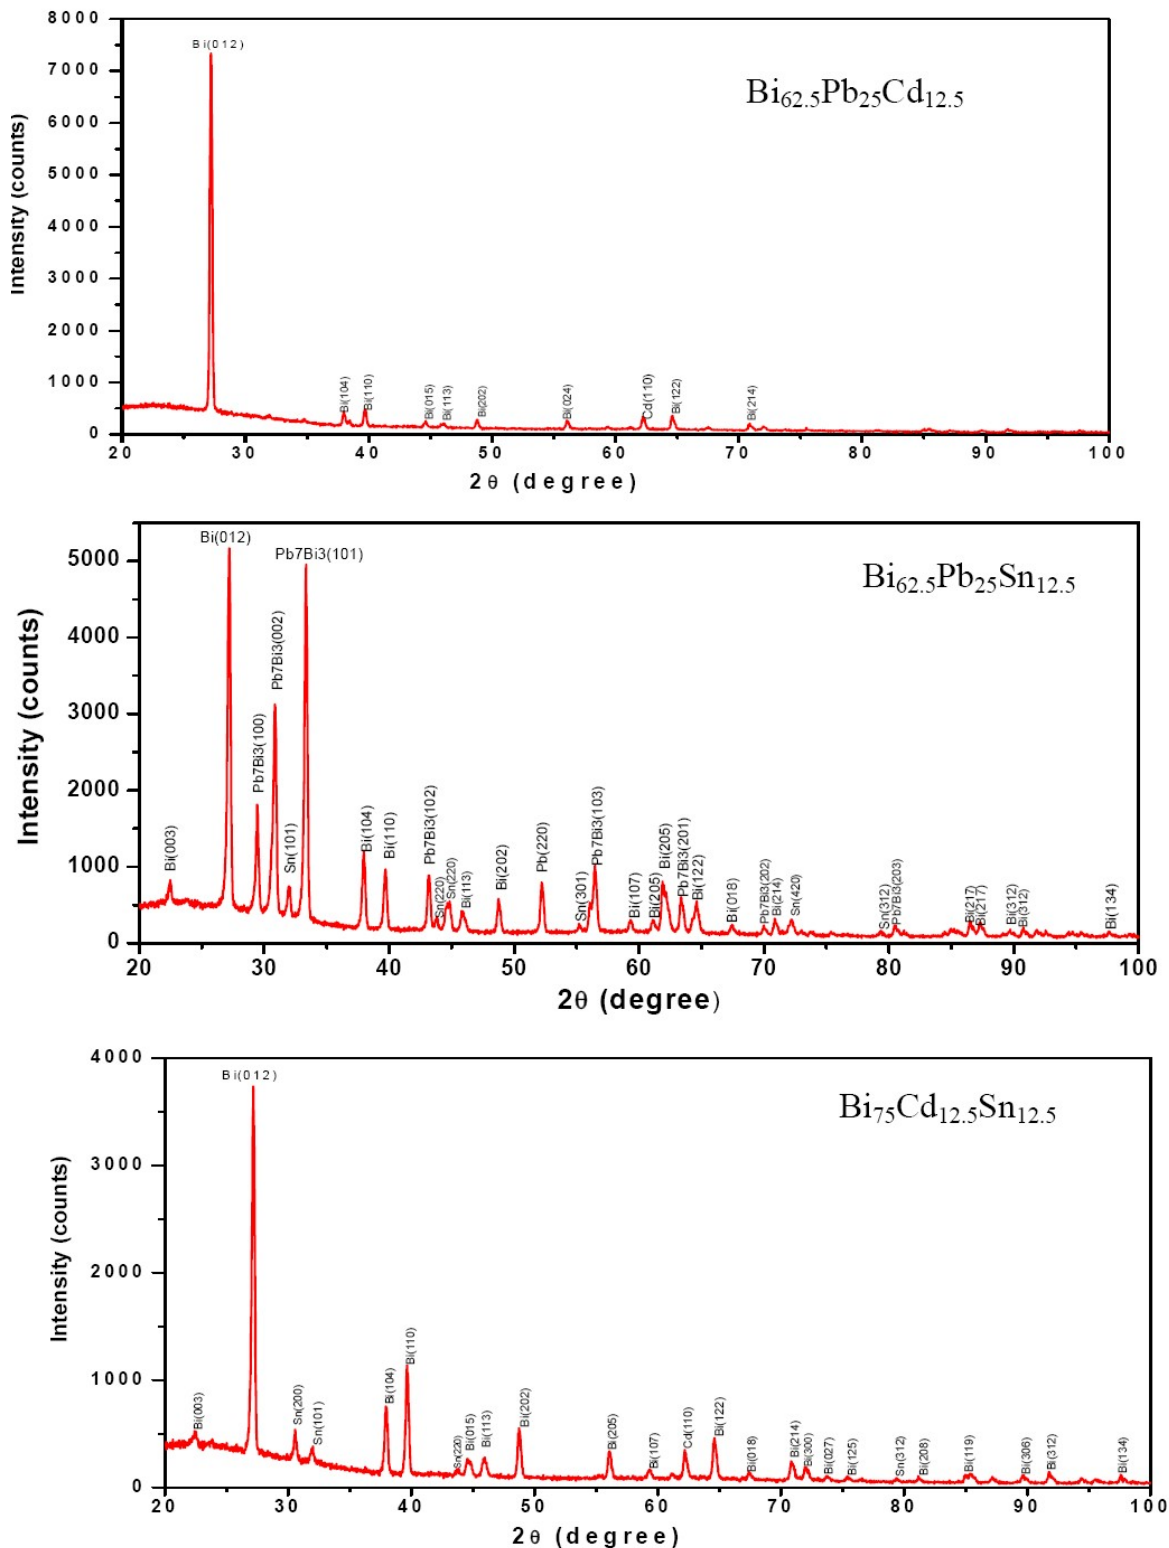 8000
7000
6000
5000
4000
3000
2000
1000
0
Intensity (counts)
Bi(012)
Bi₆₂.₅Pb₂₅Cd₁₂.₅
Bi(104)
Bi(110)
Bi(015)
Bi(113)
Bi(202)
Bi(024)
Cd(110)
Bi(122)
Bi(214)
20 30 40 50 60 70 80 90 100
2θ (degree)
5000
4000
3000
2000
1000
0
Intensity (counts)
Bi₆₂.₅Pb₂₅Sn₁₂.₅
Bi(003)
Bi(012)
Pb7Bi3(100)
Pb7Bi3(002)
Sn(101)
Pb7Bi3(101)
Bi(104)
Bi(110)
Pb7Bi3(102)
Sn(220)
Sn(220)
Bi(113)
Bi(202)
Pb(220)
Sn(301)
Pb7Bi3(103)
Bi(107)
Bi(205)
Bi(205)
Pb7Bi3(201)
Bi(122)
Bi(018)
Pb7Bi3(202)
Bi(214)
Sn(420)
Sn(312)
Pb7Bi3(203)
Bi(217)
Bi(217)
Bi(312)
Bi(312)
Bi(134)
20 30 40 50 60 70 80 90 100
2θ (degree)
4000
3000
2000
1000
0
Intensity (counts)
Bi₇₅Cd₁₂.₅Sn₁₂.₅
Bi(003)
Bi(012)
Sn(200)
Sn(101)
Bi(104)
Bi(110)
Sn(220)
Bi(015)
Bi(113)
Bi(202)
Bi(205)
Bi(107)
Cd(110)
Bi(122)
Bi(018)
Bi(214)
Bi(300)
Bi(027)
Bi(125)
Sn(312)
Bi(208)
Bi(119)
Bi(306)
Bi(312)
Bi(134)
20 30 40 50 60 70 80 90 100
2θ (degree)